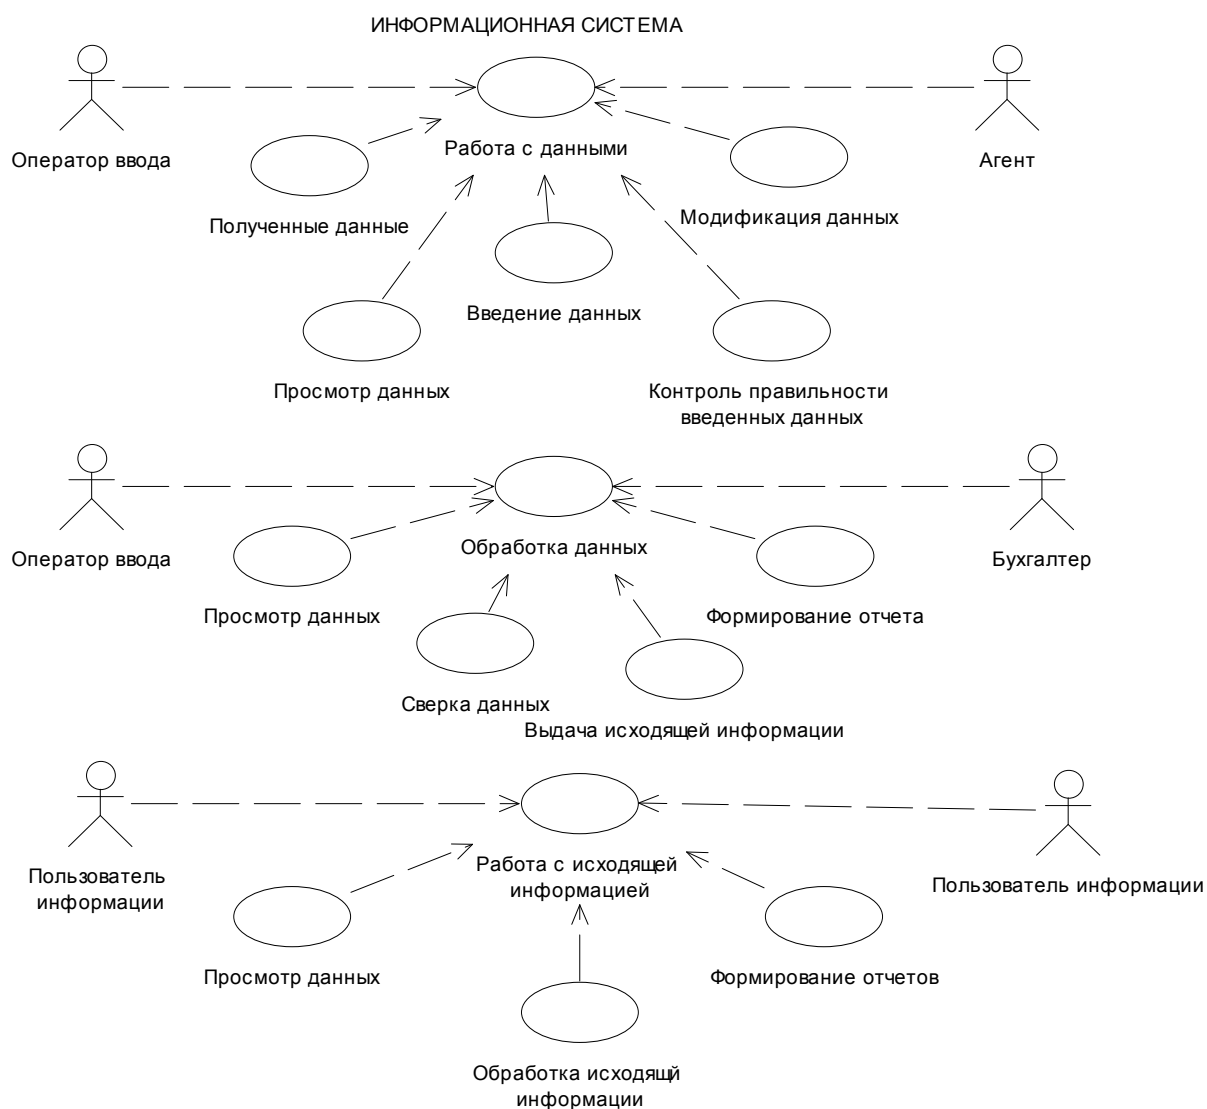 ИНФОРМАЦИОННАЯ СИСТЕМА
Оператор ввода
Работа с данными
Агент
Полученные данные
Модификация данных
Введение данных
Просмотр данных
Контроль правильности
введенных данных
Оператор ввода
Обработка данных
Бухгалтер
Просмотр данных
Формирование отчета
Сверка данных
Выдача исходящей информации
Пользователь
информации
Работа с исходящей
информацией
Пользователь информации
Просмотр данных
Формирование отчетов
Обработка исходящй
информации